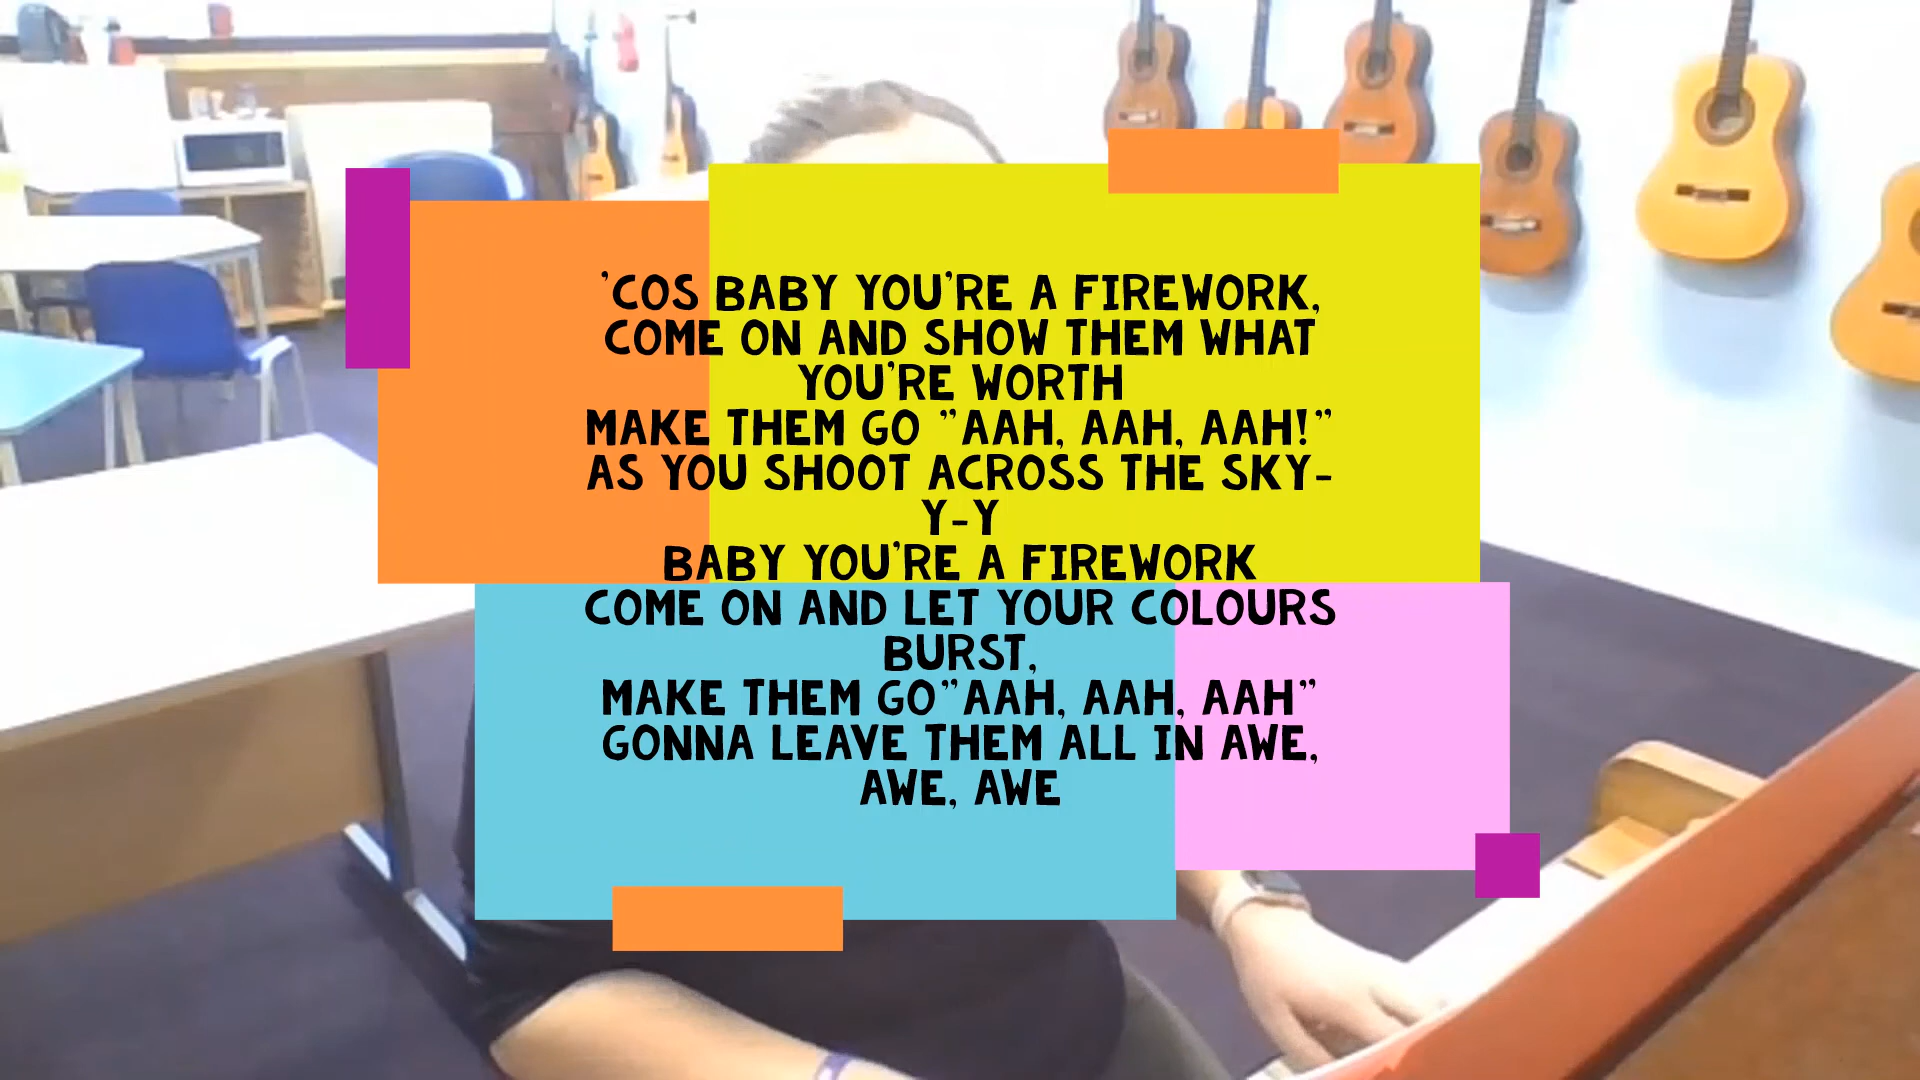 'COS BABY YOU'RE A FIREWORK,
COME ON AND SHOW THEM WHAT
YOU'RE WORTH
MAKE THEM GO "AAH, AAH, AAH!"
AS YOU SHOOT ACROSS THE SKY-
Y-Y
BABY YOU'RE A FIREWORK
COME ON AND LET YOUR COLOURS
BURST,
MAKE THEM GO"AAH, AAH, AAH"
GONNA LEAVE THEM ALL IN AWE,
AWE, AWE